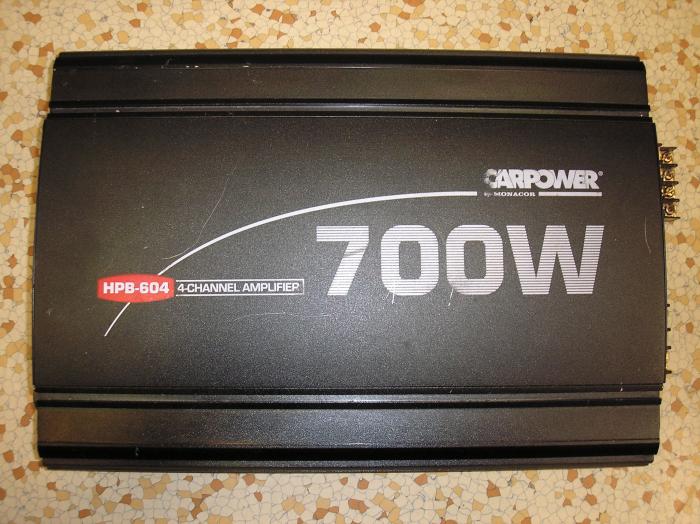 CARPOWER®
by MONACOR
700W
HPB-604 4-CHANNEL AMPLIFIER